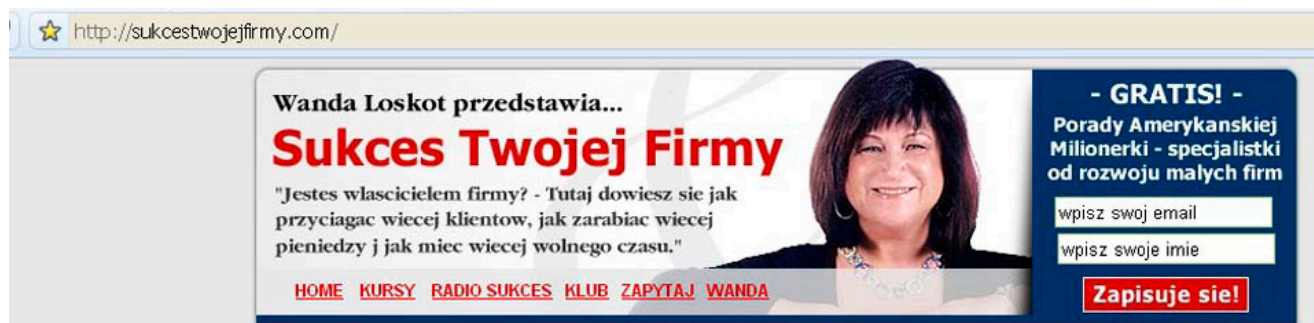 http://sukcestwojejfirmy.com/
Wanda Loskot przedstawia...
Sukces Twojej Firmy
"Jestes wlascicielem firmy? - Tutaj dowiesz sie jak
przyciagac wiecej klientow, jak zarabiac wiecej
pieniedzy j jak miec wiecej wolnego czasu."
HOME KURSY RADIO SUKCES KLUB ZAPYTAJ WANDA
- GRATIS! -
Porady Amerykanskiej
Milionerki - specjalistki
od rozwoju malych firm
wpisz swoj email
wpisz swoje imie
Zapisuje sie!